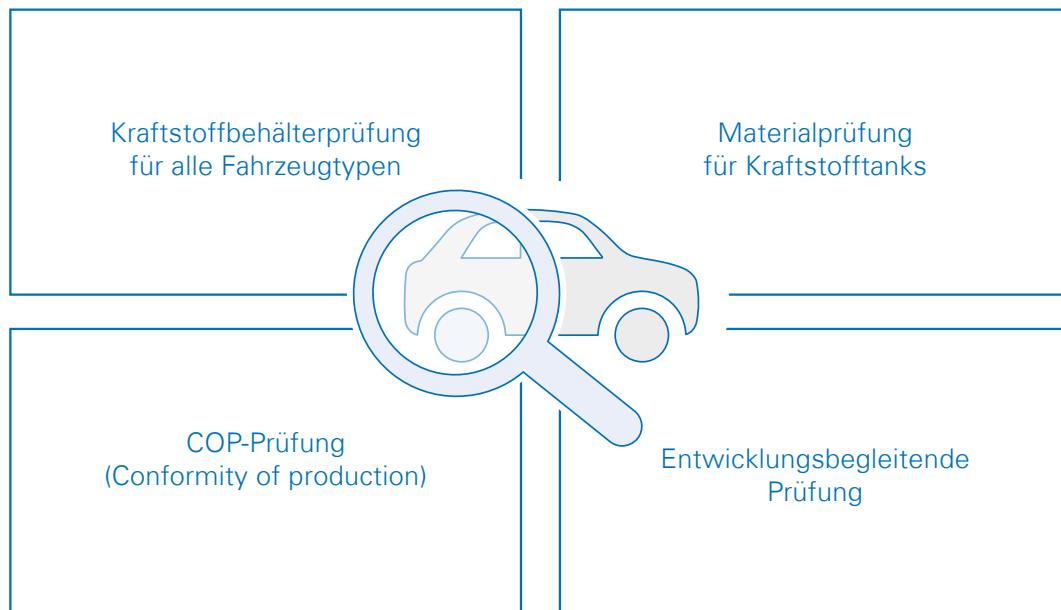 Kraftstoffbehälterprüfung
für alle Fahrzeugtypen
Materialprüfung
für Kraftstofftanks
COP-Prüfung
(Conformity of production)
Entwicklungsbegleitende
Prüfung